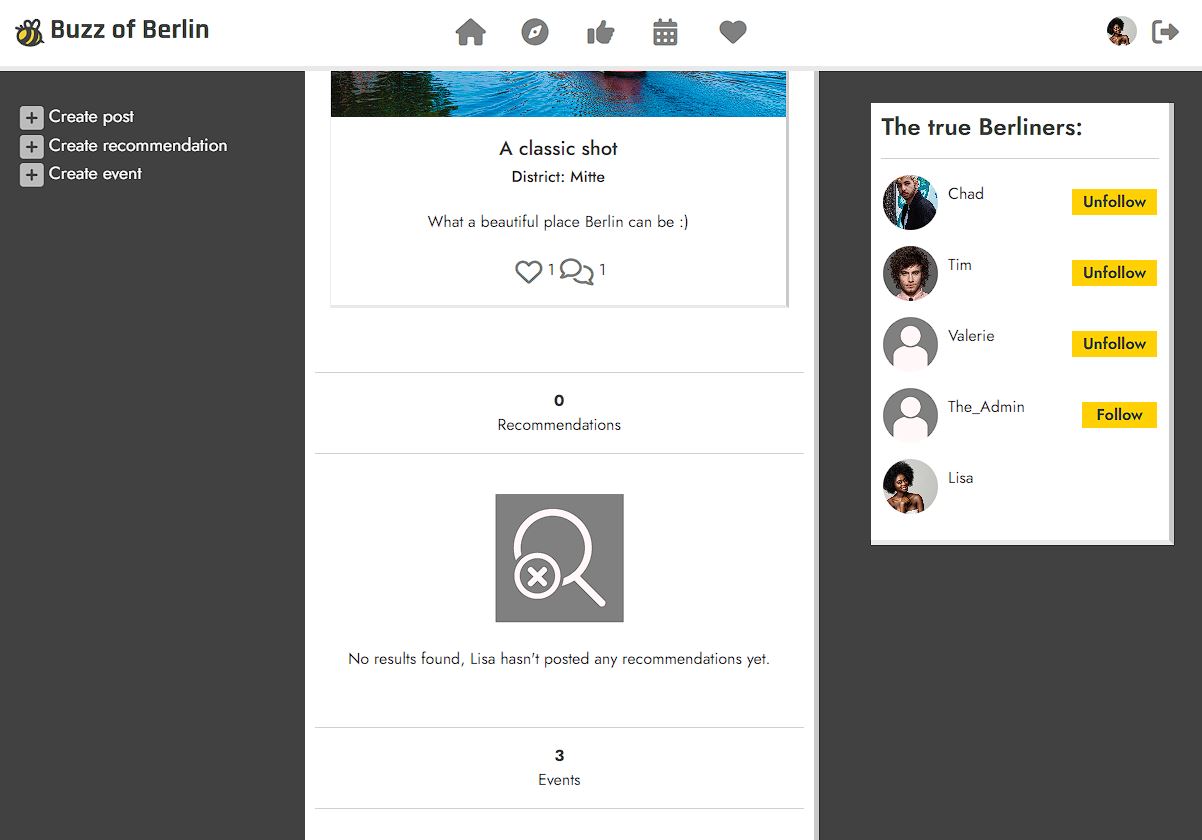 Buzz of Berlin
Create post
Create recommendation
Create event
A classic shot
District: Mitte
What a beautiful place Berlin can be :)
1 1
0
Recommendations
No results found, Lisa hasn't posted any recommendations yet.
3
Events
The true Berliners:
Chad Unfollow
Tim Unfollow
Valerie Unfollow
The_Admin Follow
Lisa